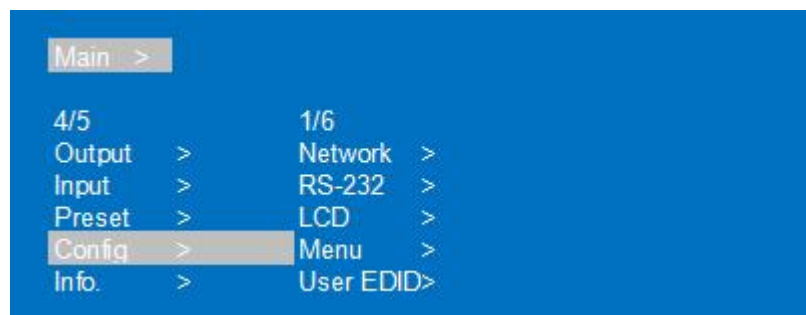 Main >
4/5 1/6
Output > Network >
Input > RS-232 >
Preset > LCD >
Config > Menu >
Info. > User EDID>